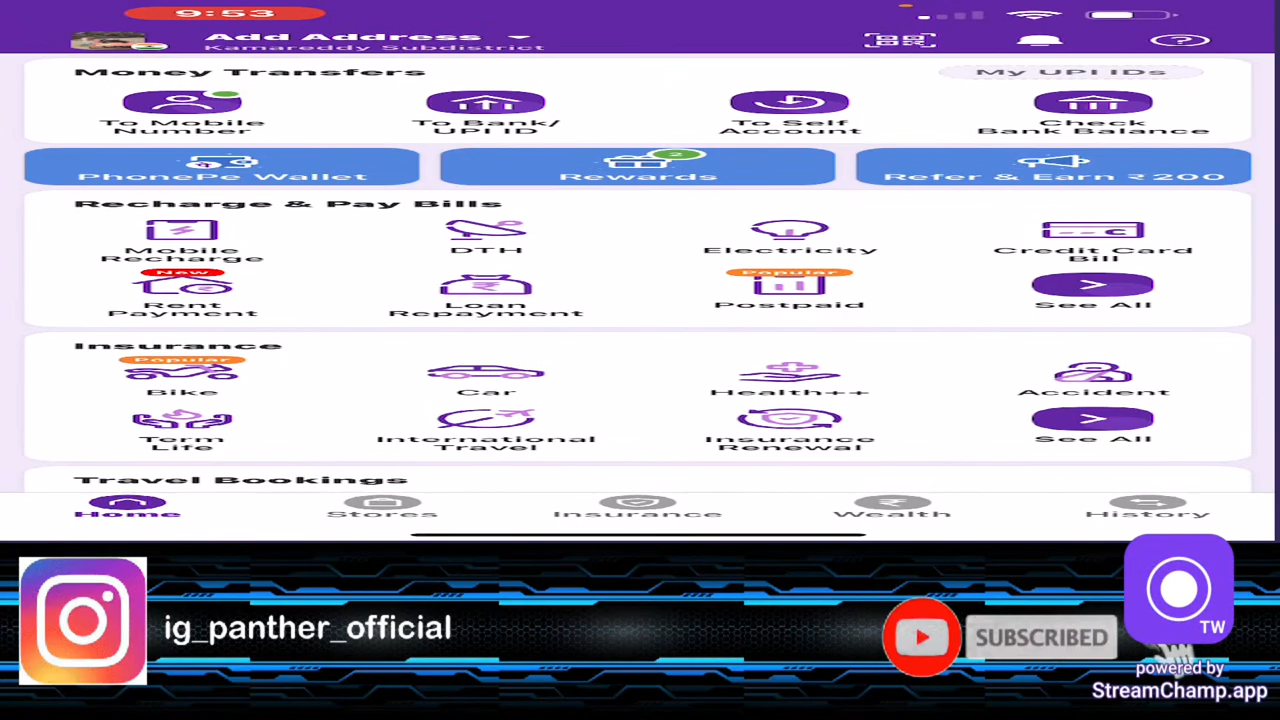 9:53
Add Address
Kamareddy Subdistrict
Money Transfers
My UPI IDs
To Mobile
Number
To Bank/
UPI ID
To Self
Account
Check
Bank Balance
PhonePe Wallet
2
Rewards
Refer & Earn ₹200
Recharge & Pay Bills
Mobile
Recharge
DTH
Electricity
Credit Card
Bill
New
Rent
Payment
Loan
Repayment
Popular
Postpaid
See All
Insurance
Popular
Bike
Car
Health++
Accident
Term
Life
International
Travel
Insurance
Renewal
See All
Travel Bookings
Home
Stores
Insurance
Wealth
History
ig_panther_official
SUBSCRIBED
TW
powered by
StreamChamp.app